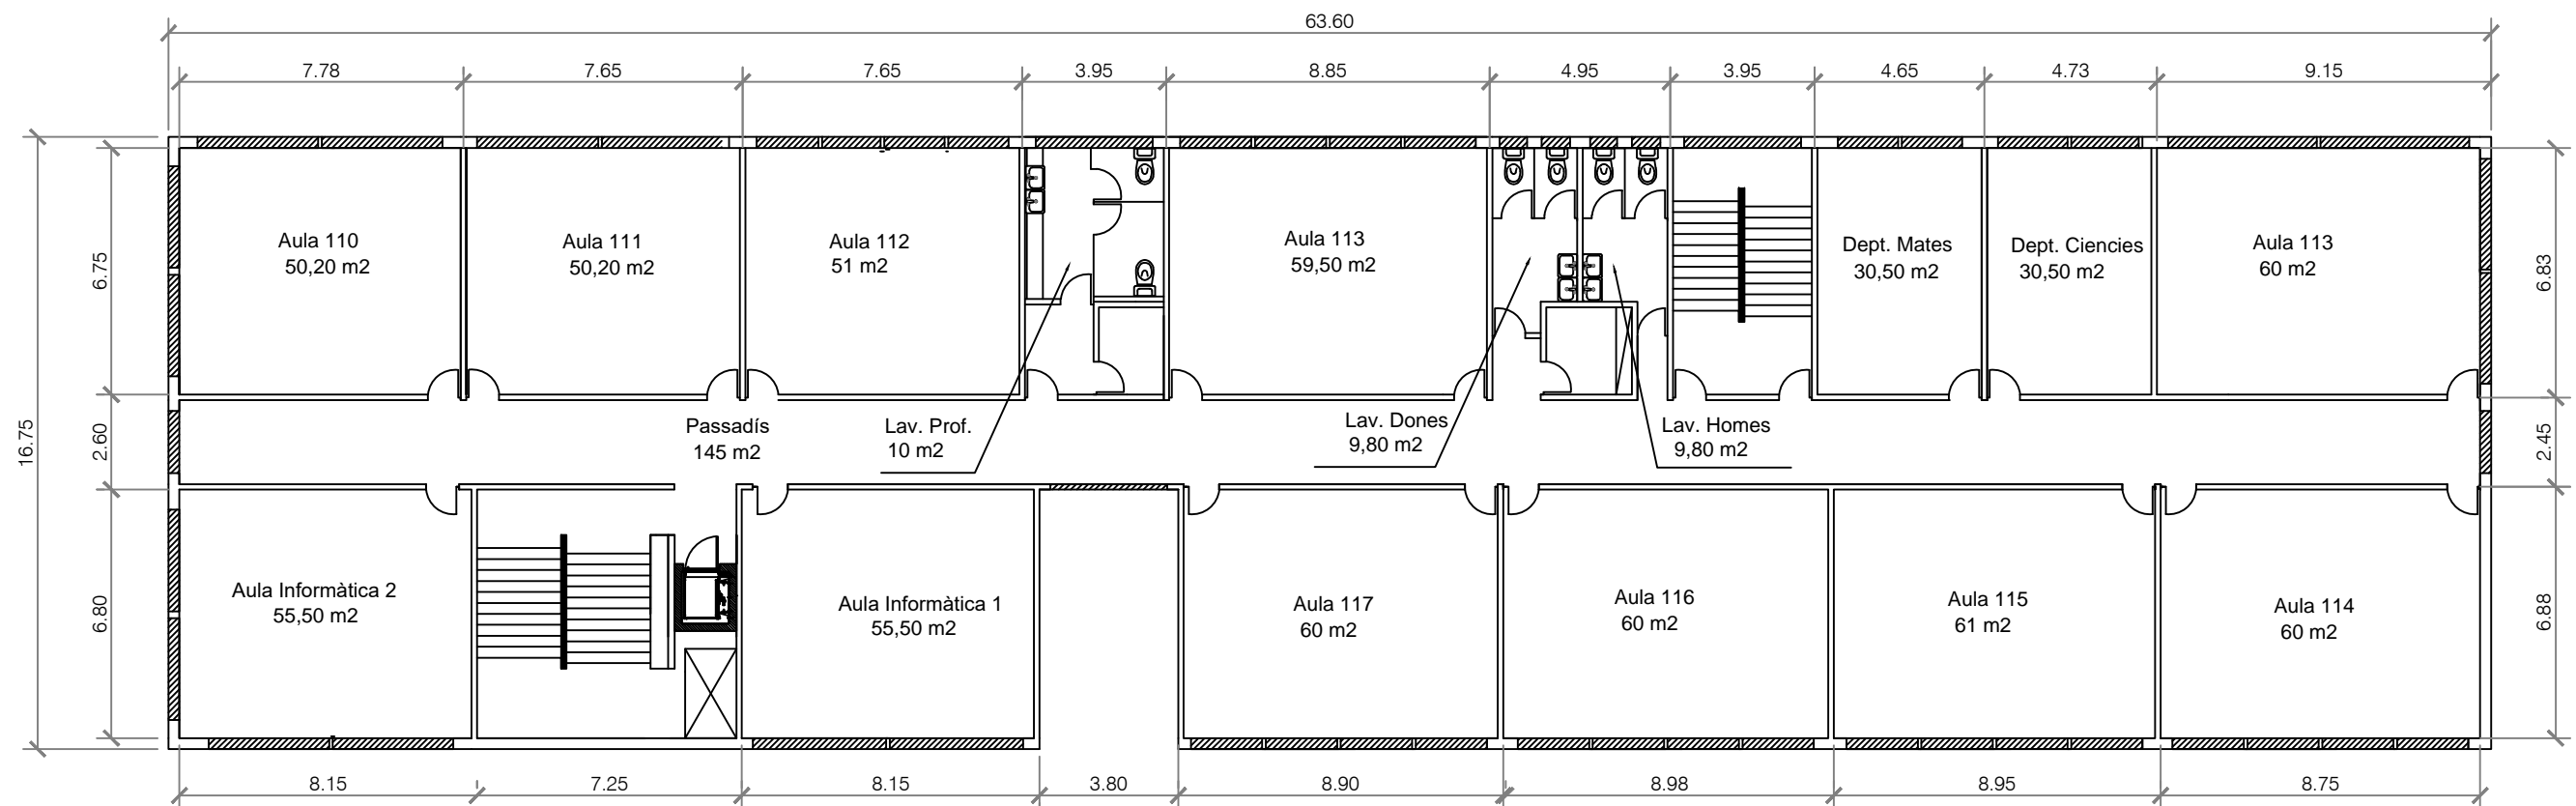 63.60
7.78
7.65
7.65
3.95
8.85
4.95
3.95
4.65
4.73
9.15
16.75
6.75
2.60
6.80
6.83
2.45
6.88
Aula 110
50,20 m2
Aula 111
50,20 m2
Aula 112
51 m2
Aula 113
59,50 m2
Dept. Mates
30,50 m2
Dept. Ciencies
30,50 m2
Aula 113
60 m2
Passadís
145 m2
Lav. Prof.
10 m2
Lav. Dones
9,80 m2
Lav. Homes
9,80 m2
Aula Informàtica 2
55,50 m2
Aula Informàtica 1
55,50 m2
Aula 117
60 m2
Aula 116
60 m2
Aula 115
61 m2
Aula 114
60 m2
8.15
7.25
8.15
3.80
8.90
8.98
8.95
8.75